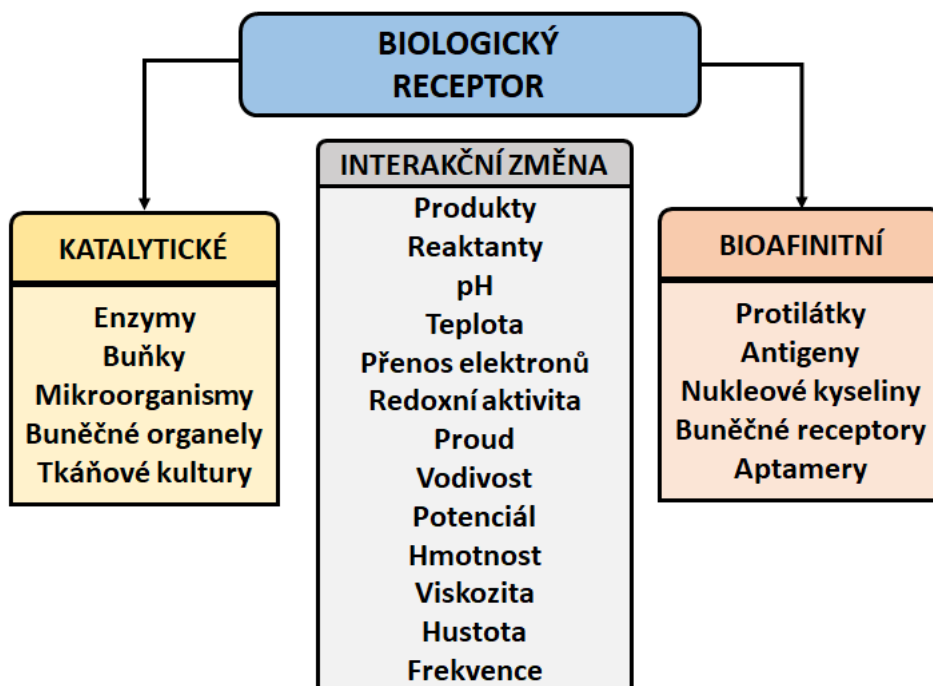 BIOLOGICKÝ
RECEPTOR
INTERAKČNÍ ZMĚNA
Produkty
Reaktanty
pH
Teplota
Přenos elektronů
Redoxní aktivita
Proud
Vodivost
Potenciál
Hmotnost
Viskozita
Hustota
Frekvence
KATALYTICKÉ
Enzymy
Buňky
Mikroorganismy
Buněčné organely
Tkáňové kultury
BIOAFINITNÍ
Protilátky
Antigeny
Nukleové kyseliny
Buněčné receptory
Aptamery